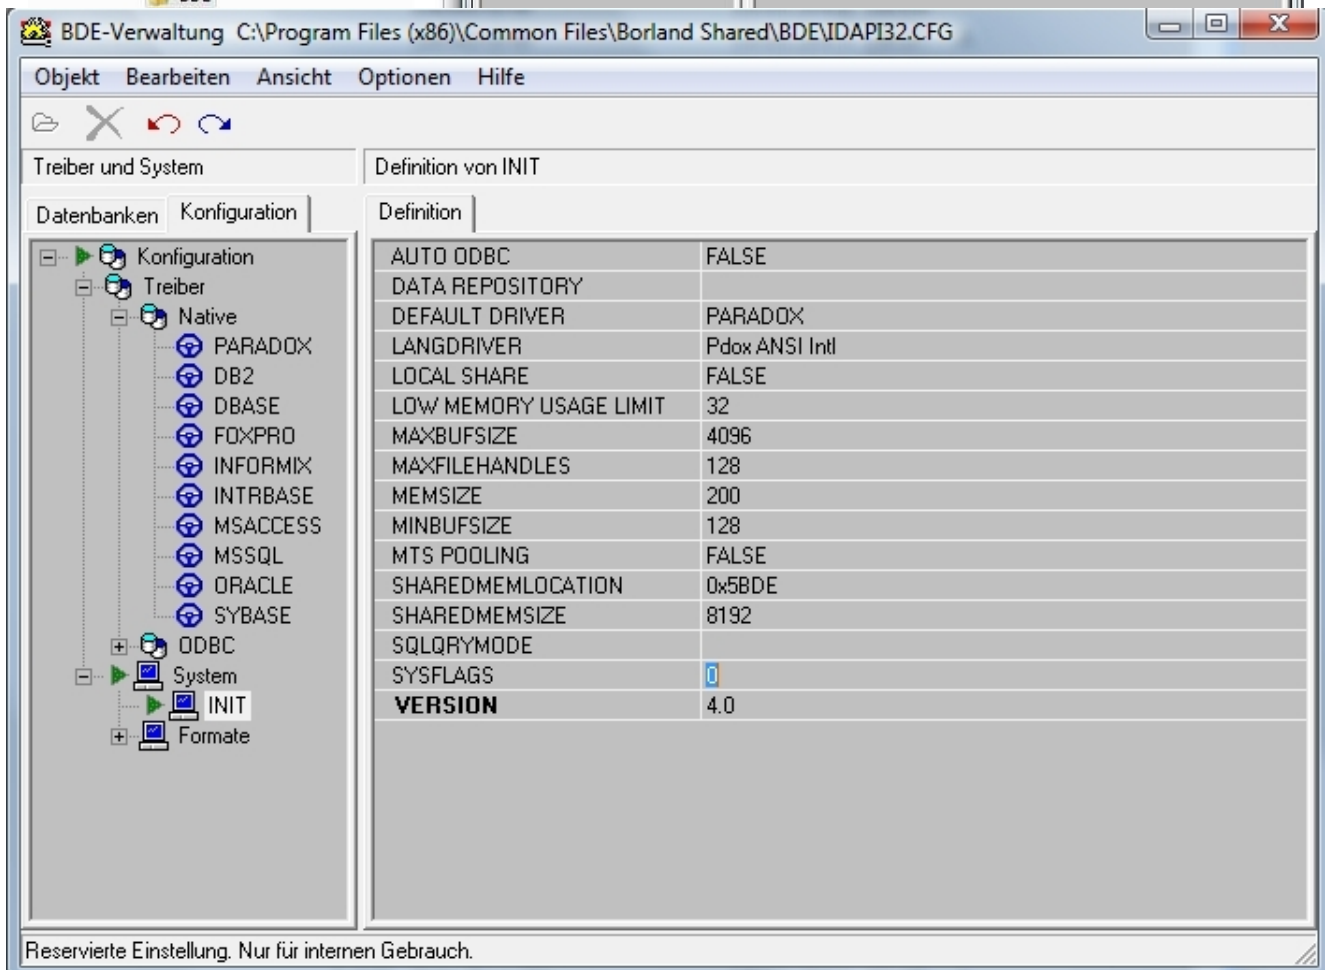 BDE-Verwaltung C:\Program Files (x86)\Common Files\Borland Shared\BDE\IDAPI32.CFG
Objekt Bearbeiten Ansicht Optionen Hilfe
Treiber und System
Definition von INIT
Datenbanken Konfiguration
Definition
Konfiguration
Treiber
Native
PARADOX
DB2
DBASE
FOXPRO
INFORMIX
INTRBASE
MSACCESS
MSSQL
ORACLE
SYBASE
ODBC
System
INIT
Formate
AUTO ODBC FALSE
DATA REPOSITORY
DEFAULT DRIVER PARADOX
LANGDRIVER Pdox ANSI Intl
LOCAL SHARE FALSE
LOW MEMORY USAGE LIMIT 32
MAXBUFSIZE 4096
MAXFILEHANDLES 128
MEMSIZE 200
MINBUFSIZE 128
MTS POOLING FALSE
SHAREDMEMLOCATION 0x5BDE
SHAREDMEMSIZE 8192
SQLQRYMODE
SYSFLAGS 0
VERSION 4.0
Reservierte Einstellung. Nur für internen Gebrauch.